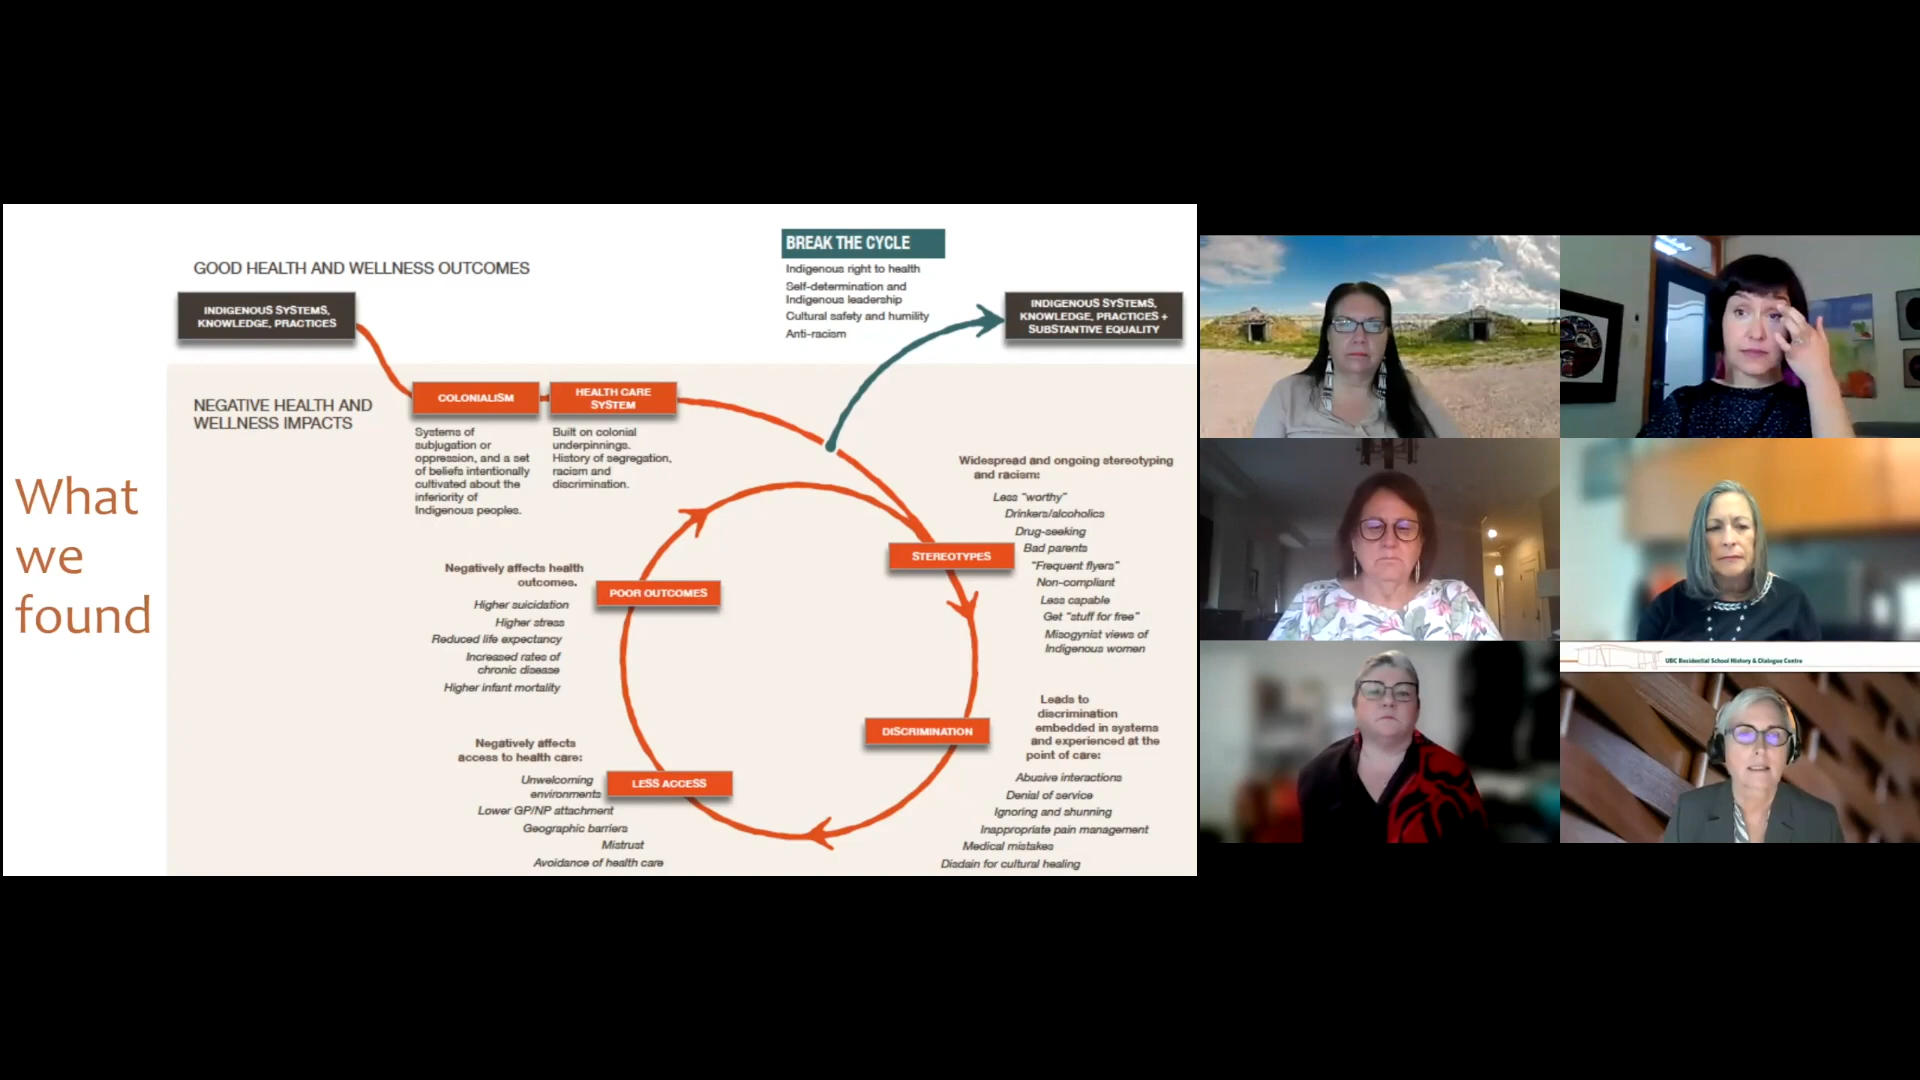 What
we
found
GOOD HEALTH AND WELLNESS OUTCOMES
INDIGENOUS SYSTEMS,
KNOWLEDGE, PRACTICES
BREAK THE CYCLE
Indigenous right to health
Self-determination and
Indigenous leadership
Cultural safety and humility
Anti-racism
INDIGENOUS SYSTEMS,
KNOWLEDGE, PRACTICES +
SUBSTANTIVE EQUALITY
NEGATIVE HEALTH AND
WELLNESS IMPACTS
COLONIALISM
Systems of
subjugation or
oppression, and a set
of beliefs intentionally
cultivated about the
inferiority of
Indigenous peoples.
HEALTH CARE
SYSTEM
Built on colonial
underpinnings.
History of segregation,
racism and
discrimination.
STEREOTYPES
Widespread and ongoing stereotyping
and racism:
Less "worthy"
Drinkers/alcoholics
Drug-seeking
Bad parents
"Frequent flyers"
Non-compliant
Less capable
Get "stuff for free"
Misogynist views of
Indigenous women
DISCRIMINATION
Leads to
discrimination
embedded in systems
and experienced at the
point of care:
Abusive interactions
Denial of service
Ignoring and shunning
Inappropriate pain management
Medical mistakes
Disdain for cultural healing
LESS ACCESS
Negatively affects
access to health care:
Unwelcoming
environments
Lower GP/NP attachment
Geographic barriers
Mistrust
Avoidance of health care
POOR OUTCOMES
Negatively affects health
outcomes.
Higher suicidation
Higher stress
Reduced life expectancy
Increased rates of
chronic disease
Higher infant mortality
UBC Residential School History & Dialogue Centre